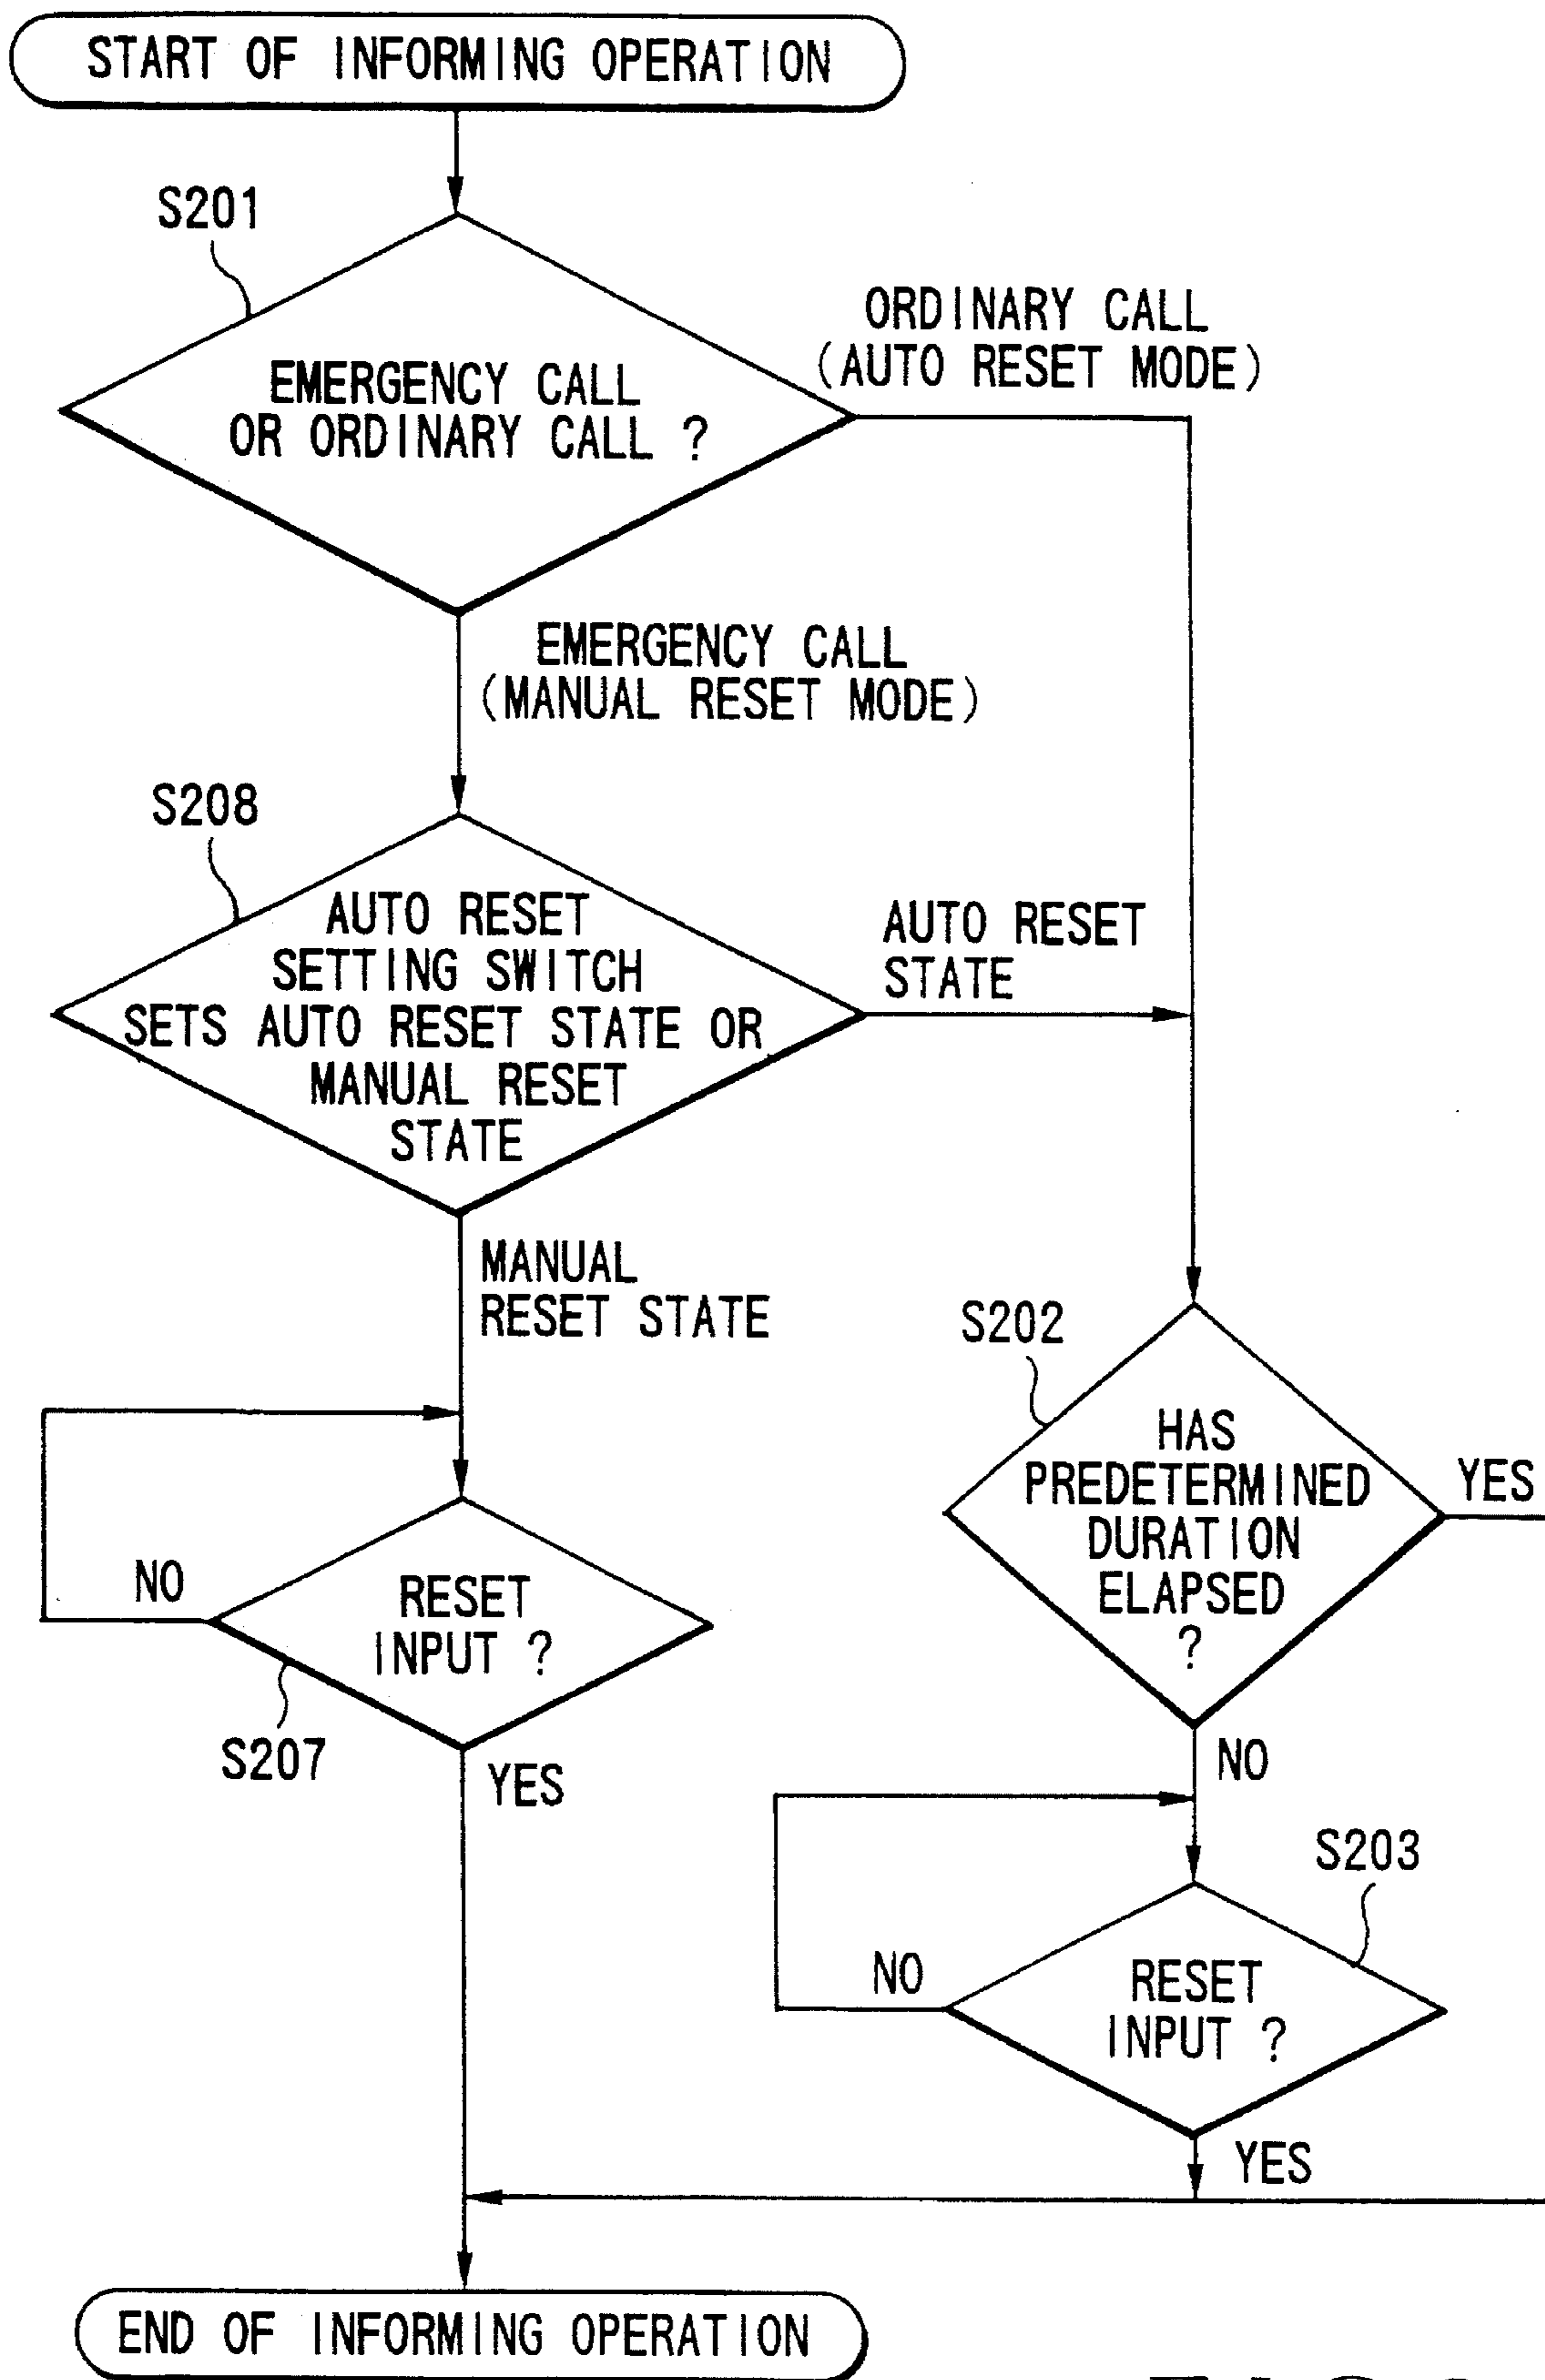 START OF INFORMING OPERATION
S201
ORDINARY CALL
(AUTO RESET MODE)
EMERGENCY CALL
OR ORDINARY CALL ?
EMERGENCY CALL
(MANUAL RESET MODE)
S208
AUTO RESET
SETTING SWITCH
SETS AUTO RESET STATE OR
MANUAL RESET
STATE
AUTO RESET
STATE
MANUAL
RESET STATE
S202
HAS
PREDETERMINED
DURATION
ELAPSED
?
YES
NO
RESET
INPUT ?
S207
YES
NO
S203
NO
RESET
INPUT ?
YES
END OF INFORMING OPERATION